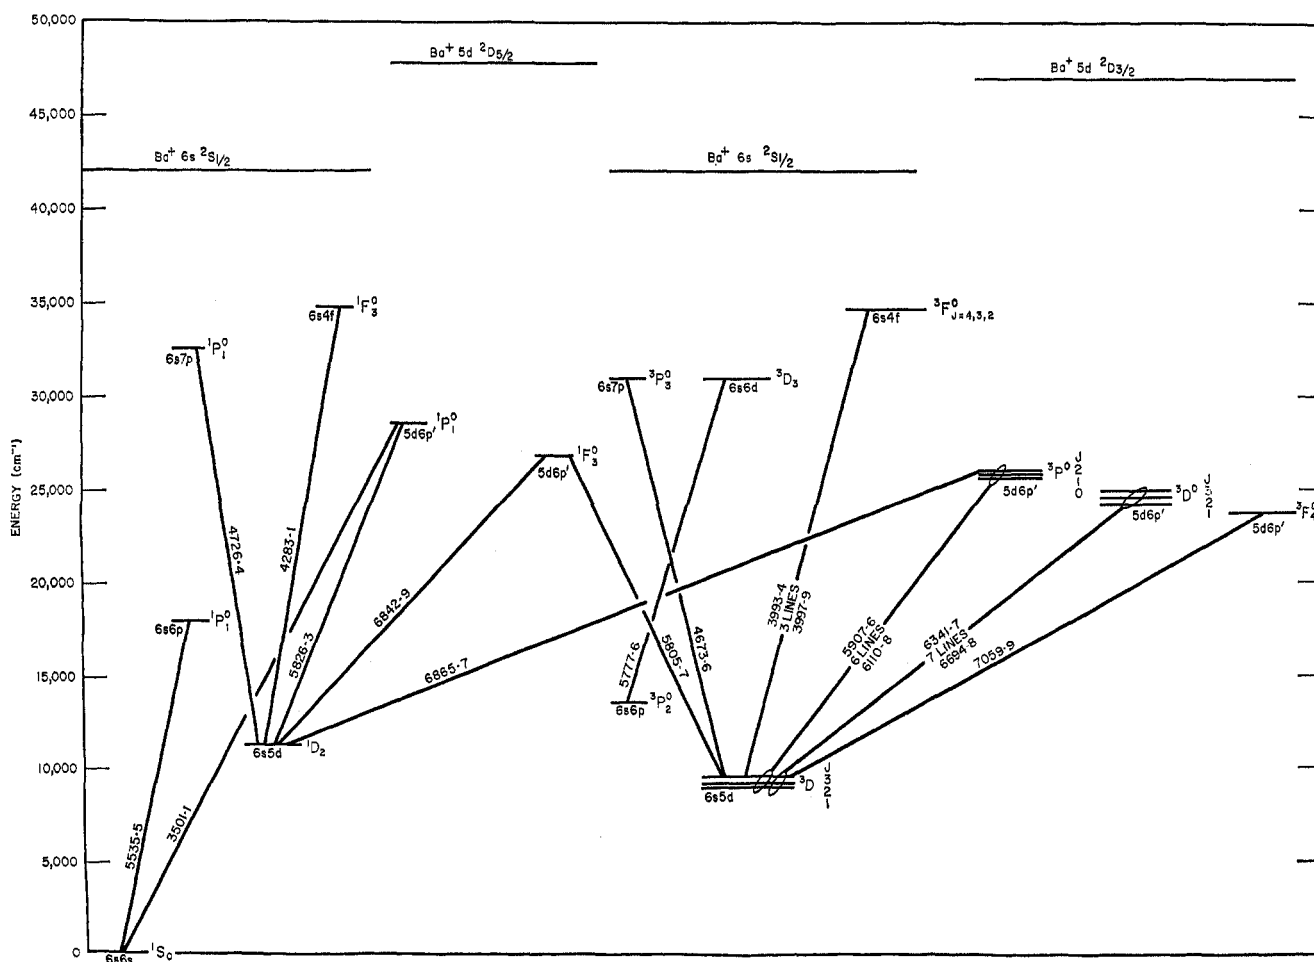 50,000
Ba⁺ 5d ²D5/2
Ba⁺ 5d ²D3/2
45,000
Ba⁺ 6s ²S1/2
Ba⁺ 6s ²S1/2
40,000
35,000
6s4f ¹F⁰₃
6s4f ³F⁰J=4,3,2
6s7p ¹P⁰₁
30,000
6s7p ³P⁰₃
6s6d ³D₃
5d6p' ¹P⁰₁
5d6p' ¹F⁰₃
25,000
5d6p' ³P⁰ J 2 1 0
5d6p' ³D⁰ J 3 2 1
5d6p' ³F⁰
ENERGY (cm⁻¹)
20,000
4726·4
4283·1
5826·3
6842·9
6865·7
5777·6
4673·6
5805·7
3993·4
3 LINES
3997·9
5907·6
6 LINES
6110·8
6341·7
7 LINES
6694·8
7059·9
6s6p ¹P⁰₁
15,000
6s6p ³P⁰₂
6s5d ¹D₂
10,000
6s5d ³D J 3 2 1
5535·5
3501·1
5,000
0
6s6s ¹S₀